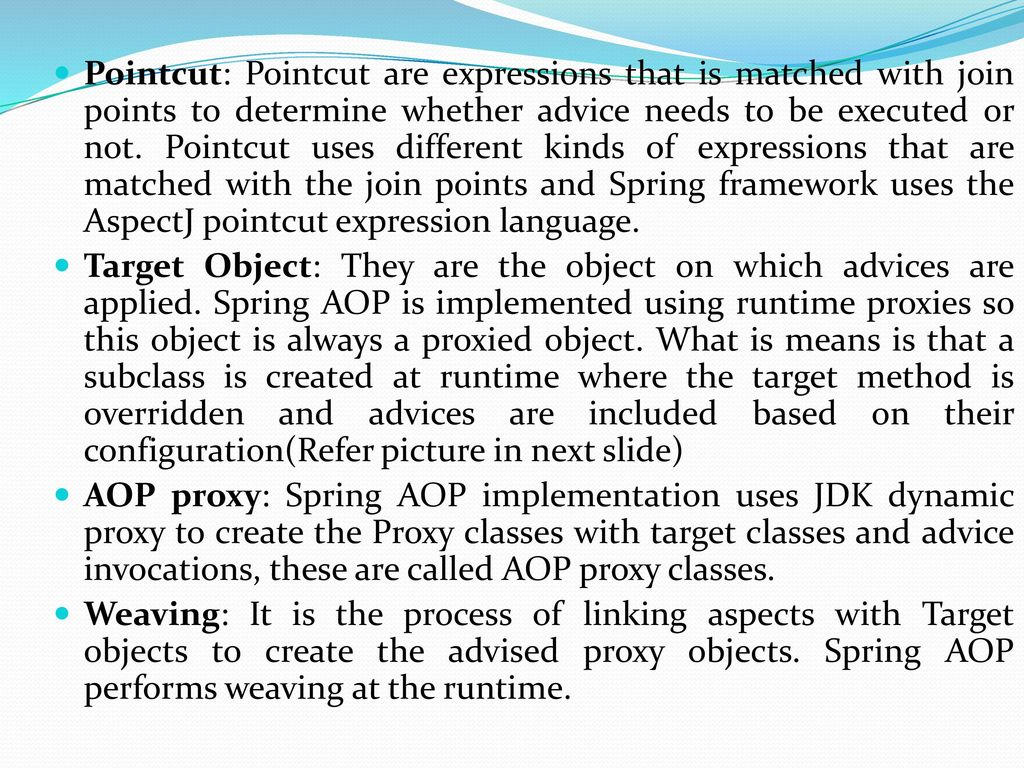 Pointcut: Pointcut are expressions that is matched with join
points to determine whether advice needs to be executed or
not. Pointcut uses different kinds of expressions that are
matched with the join points and Spring framework uses the
AspectJ pointcut expression language.
Target Object: They are the object on which advices are
applied. Spring AOP is implemented using runtime proxies so
this object is always a proxied object. What is means is that a
subclass is created at runtime where the target method is
overridden and advices are included based on their
configuration(Refer picture in next slide)
AOP proxy: Spring AOP implementation uses JDK dynamic
proxy to create the Proxy classes with target classes and advice
invocations, these are called AOP proxy classes.
Weaving: It is the process of linking aspects with Target
objects to create the advised proxy objects. Spring AOP
performs weaving at the runtime.